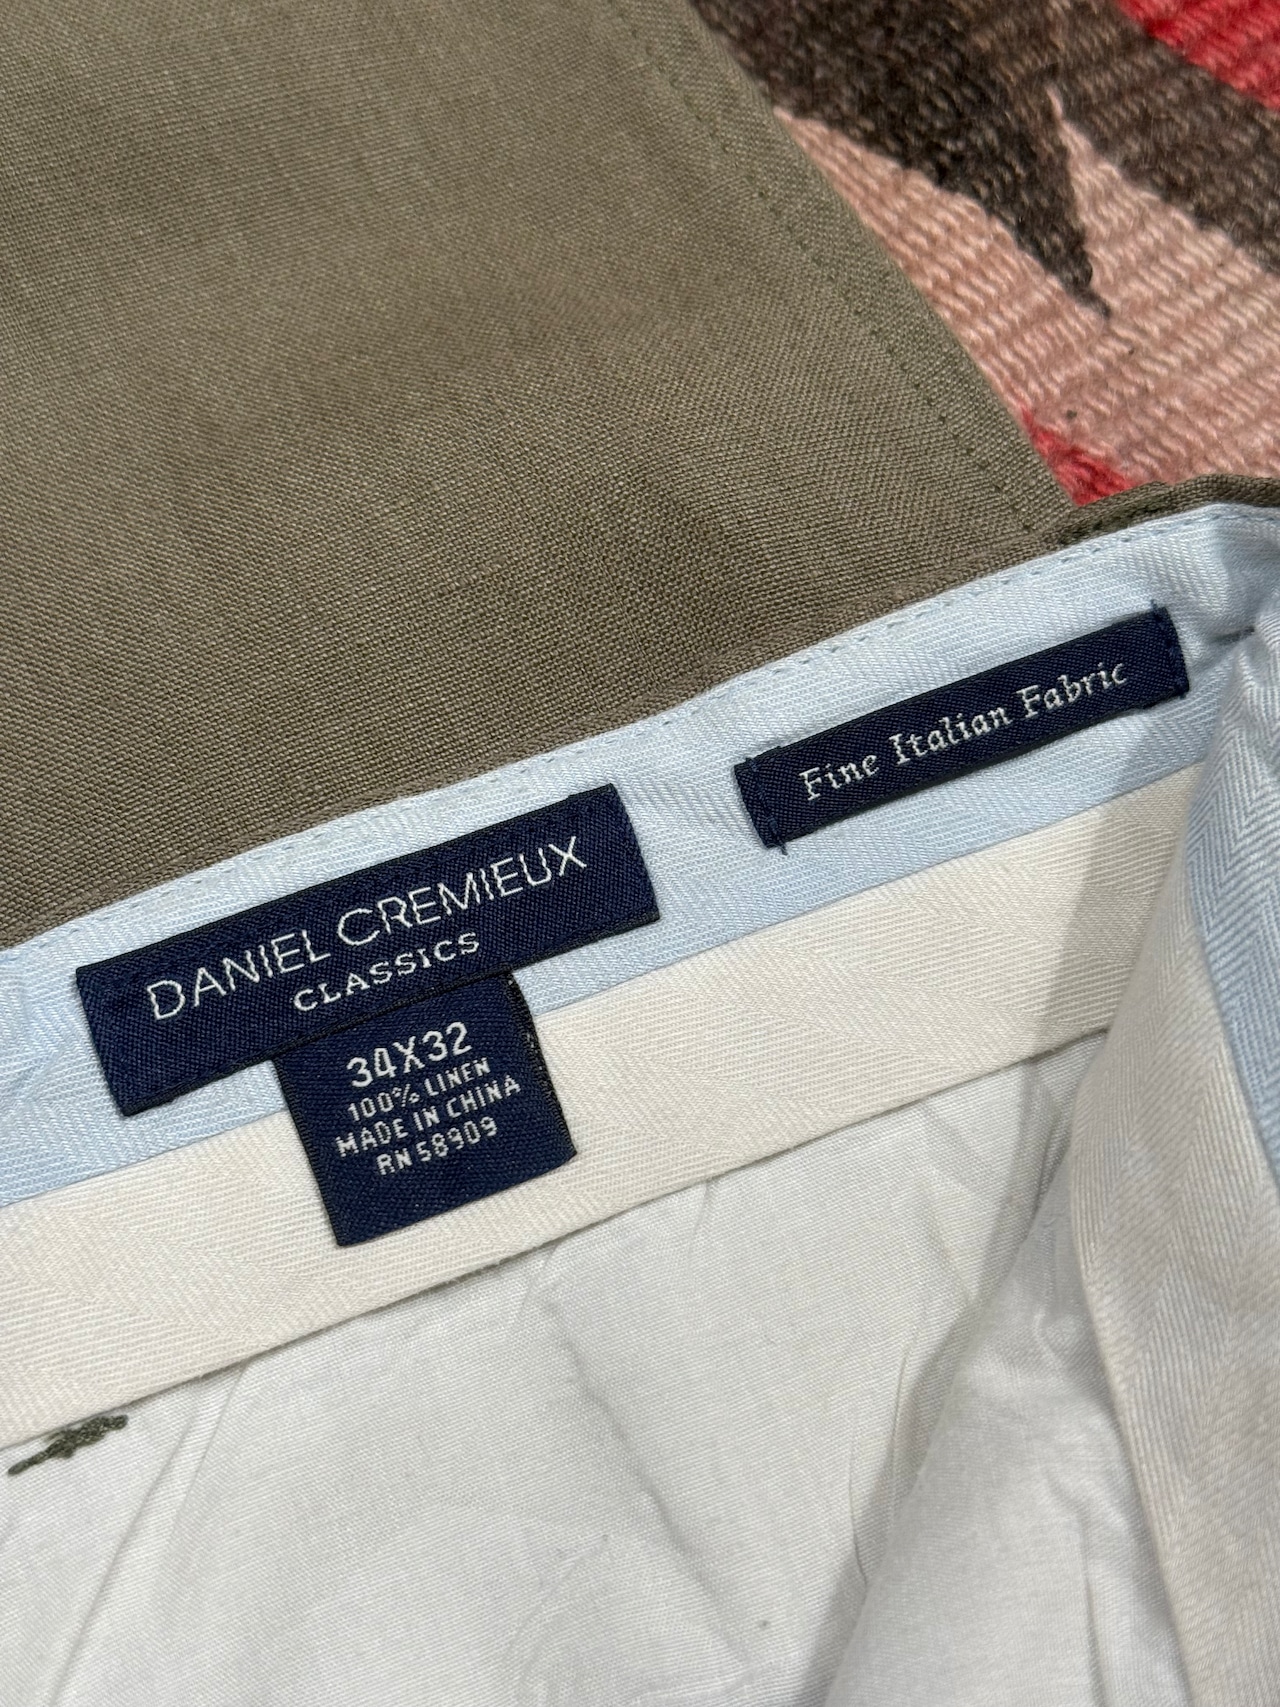 Fine Italian Fabric
DANIEL CREMIEUX
CLASSICS
34X32
100% LINEN
MADE IN CHINA
RN 58909